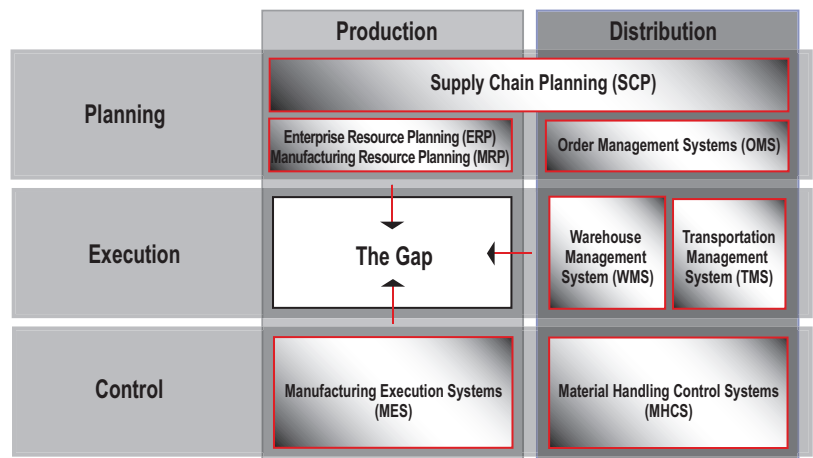 Production
Distribution
Planning
Supply Chain Planning (SCP)
Enterprise Resource Planning (ERP)
Manufacturing Resource Planning (MRP)
Order Management Systems (OMS)
Execution
The Gap
Warehouse
Management
System (WMS)
Transportation
Management
System (TMS)
Control
Manufacturing Execution Systems
(MES)
Material Handling Control Systems
(MHCS)